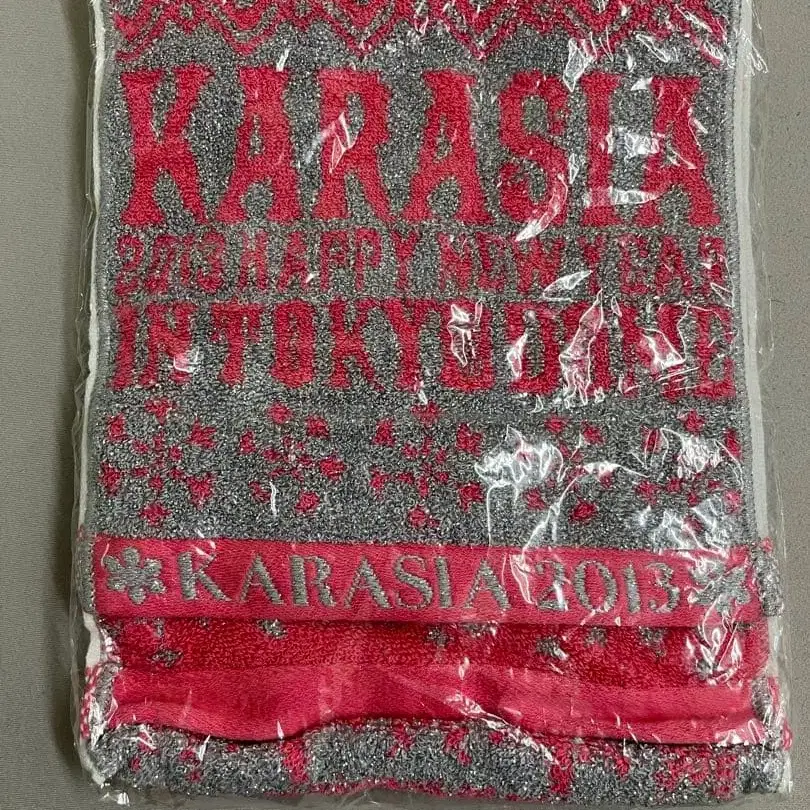 KARASIA
2013 HAPPY NEW YEAR
IN TOKYO DOME
KARASIA 2013